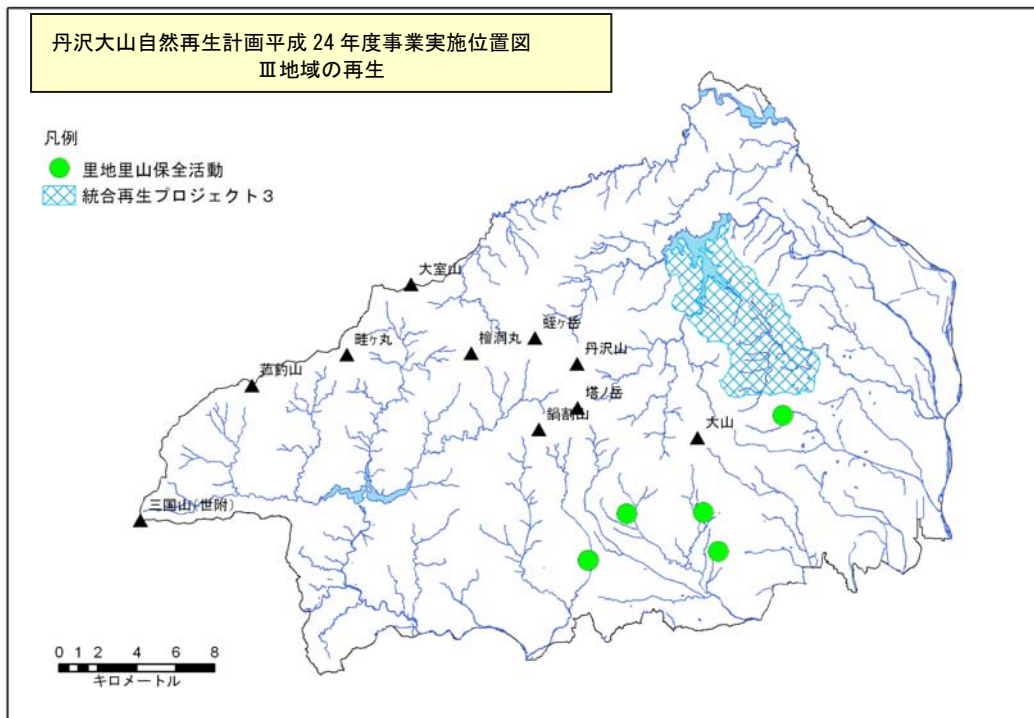 丹沢大山自然再生計画平成 24 年度事業実施位置図
Ⅲ地域の再生
凡例
里地里山保全活動
統合再生プロジェクト3
大室山
畦ヶ丸
檜洞丸
蛭ヶ岳
丹沢山
菰釣山
塔ノ岳
鍋割山
大山
三国山(世附)
0 1 2 4 6 8
キロメートル